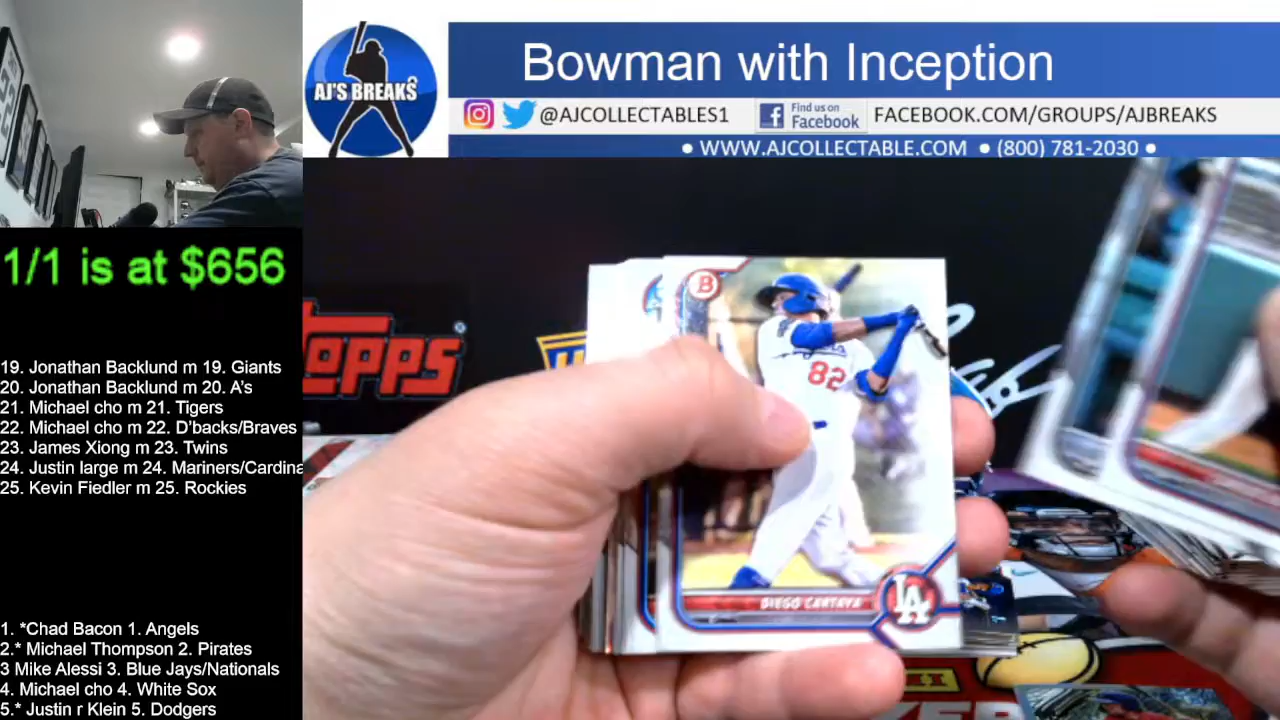 Bowman with Inception
AJ'S BREAKS
@AJCOLLECTABLES1
Find us on
Facebook
FACEBOOK.COM/GROUPS/AJBREAKS
• WWW.AJCOLLECTABLE.COM • (800) 781-2030 •
1/1 is at $656
TOPPS
B
82
DIEGO CARTAYA
LA
19. Jonathan Backlund m 19. Giants
20. Jonathan Backlund m 20. A's
21. Michael cho m 21. Tigers
22. Michael cho m 22. D'backs/Braves
23. James Xiong m 23. Twins
24. Justin large m 24. Mariners/Cardina
25. Kevin Fiedler m 25. Rockies
1. *Chad Bacon 1. Angels
2.* Michael Thompson 2. Pirates
3 Mike Alessi 3. Blue Jays/Nationals
4. Michael cho 4. White Sox
5.* Justin r Klein 5. Dodgers